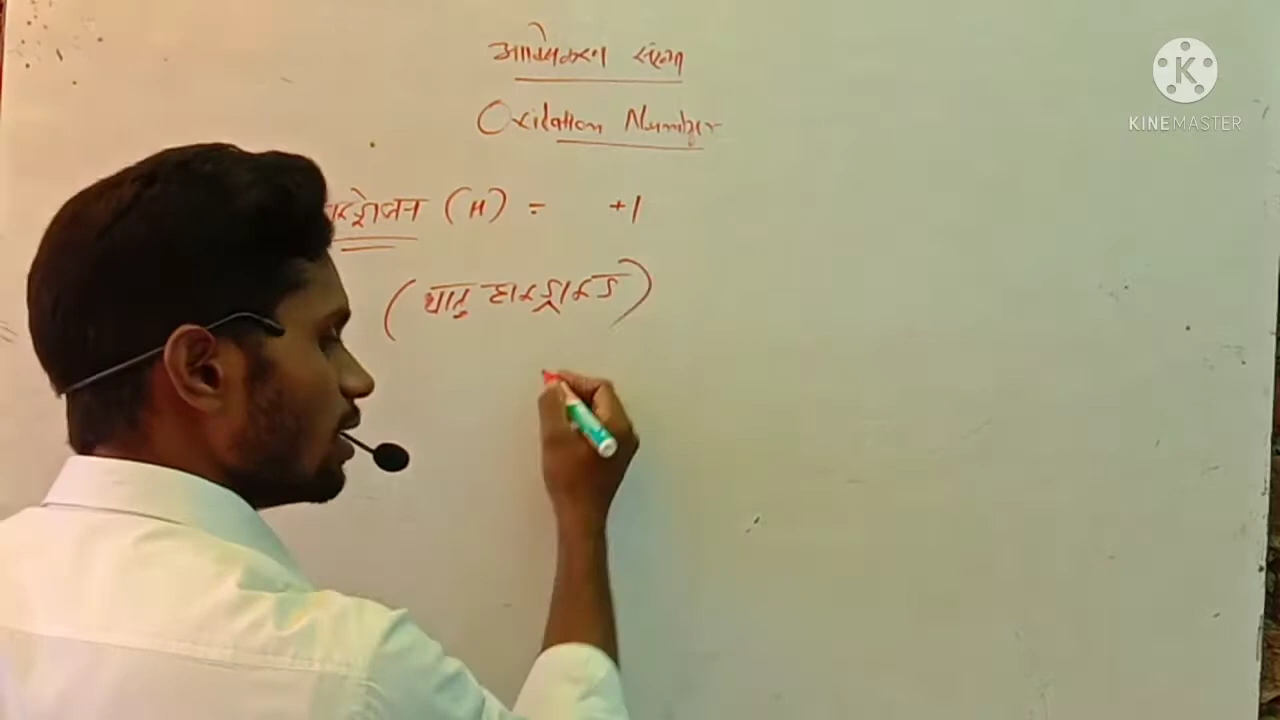 आक्सीकरण संख्या
Oxidation Number
KINEMASTER
हाइड्रोजन (H) = +1
(धातु हाइड्राइड)